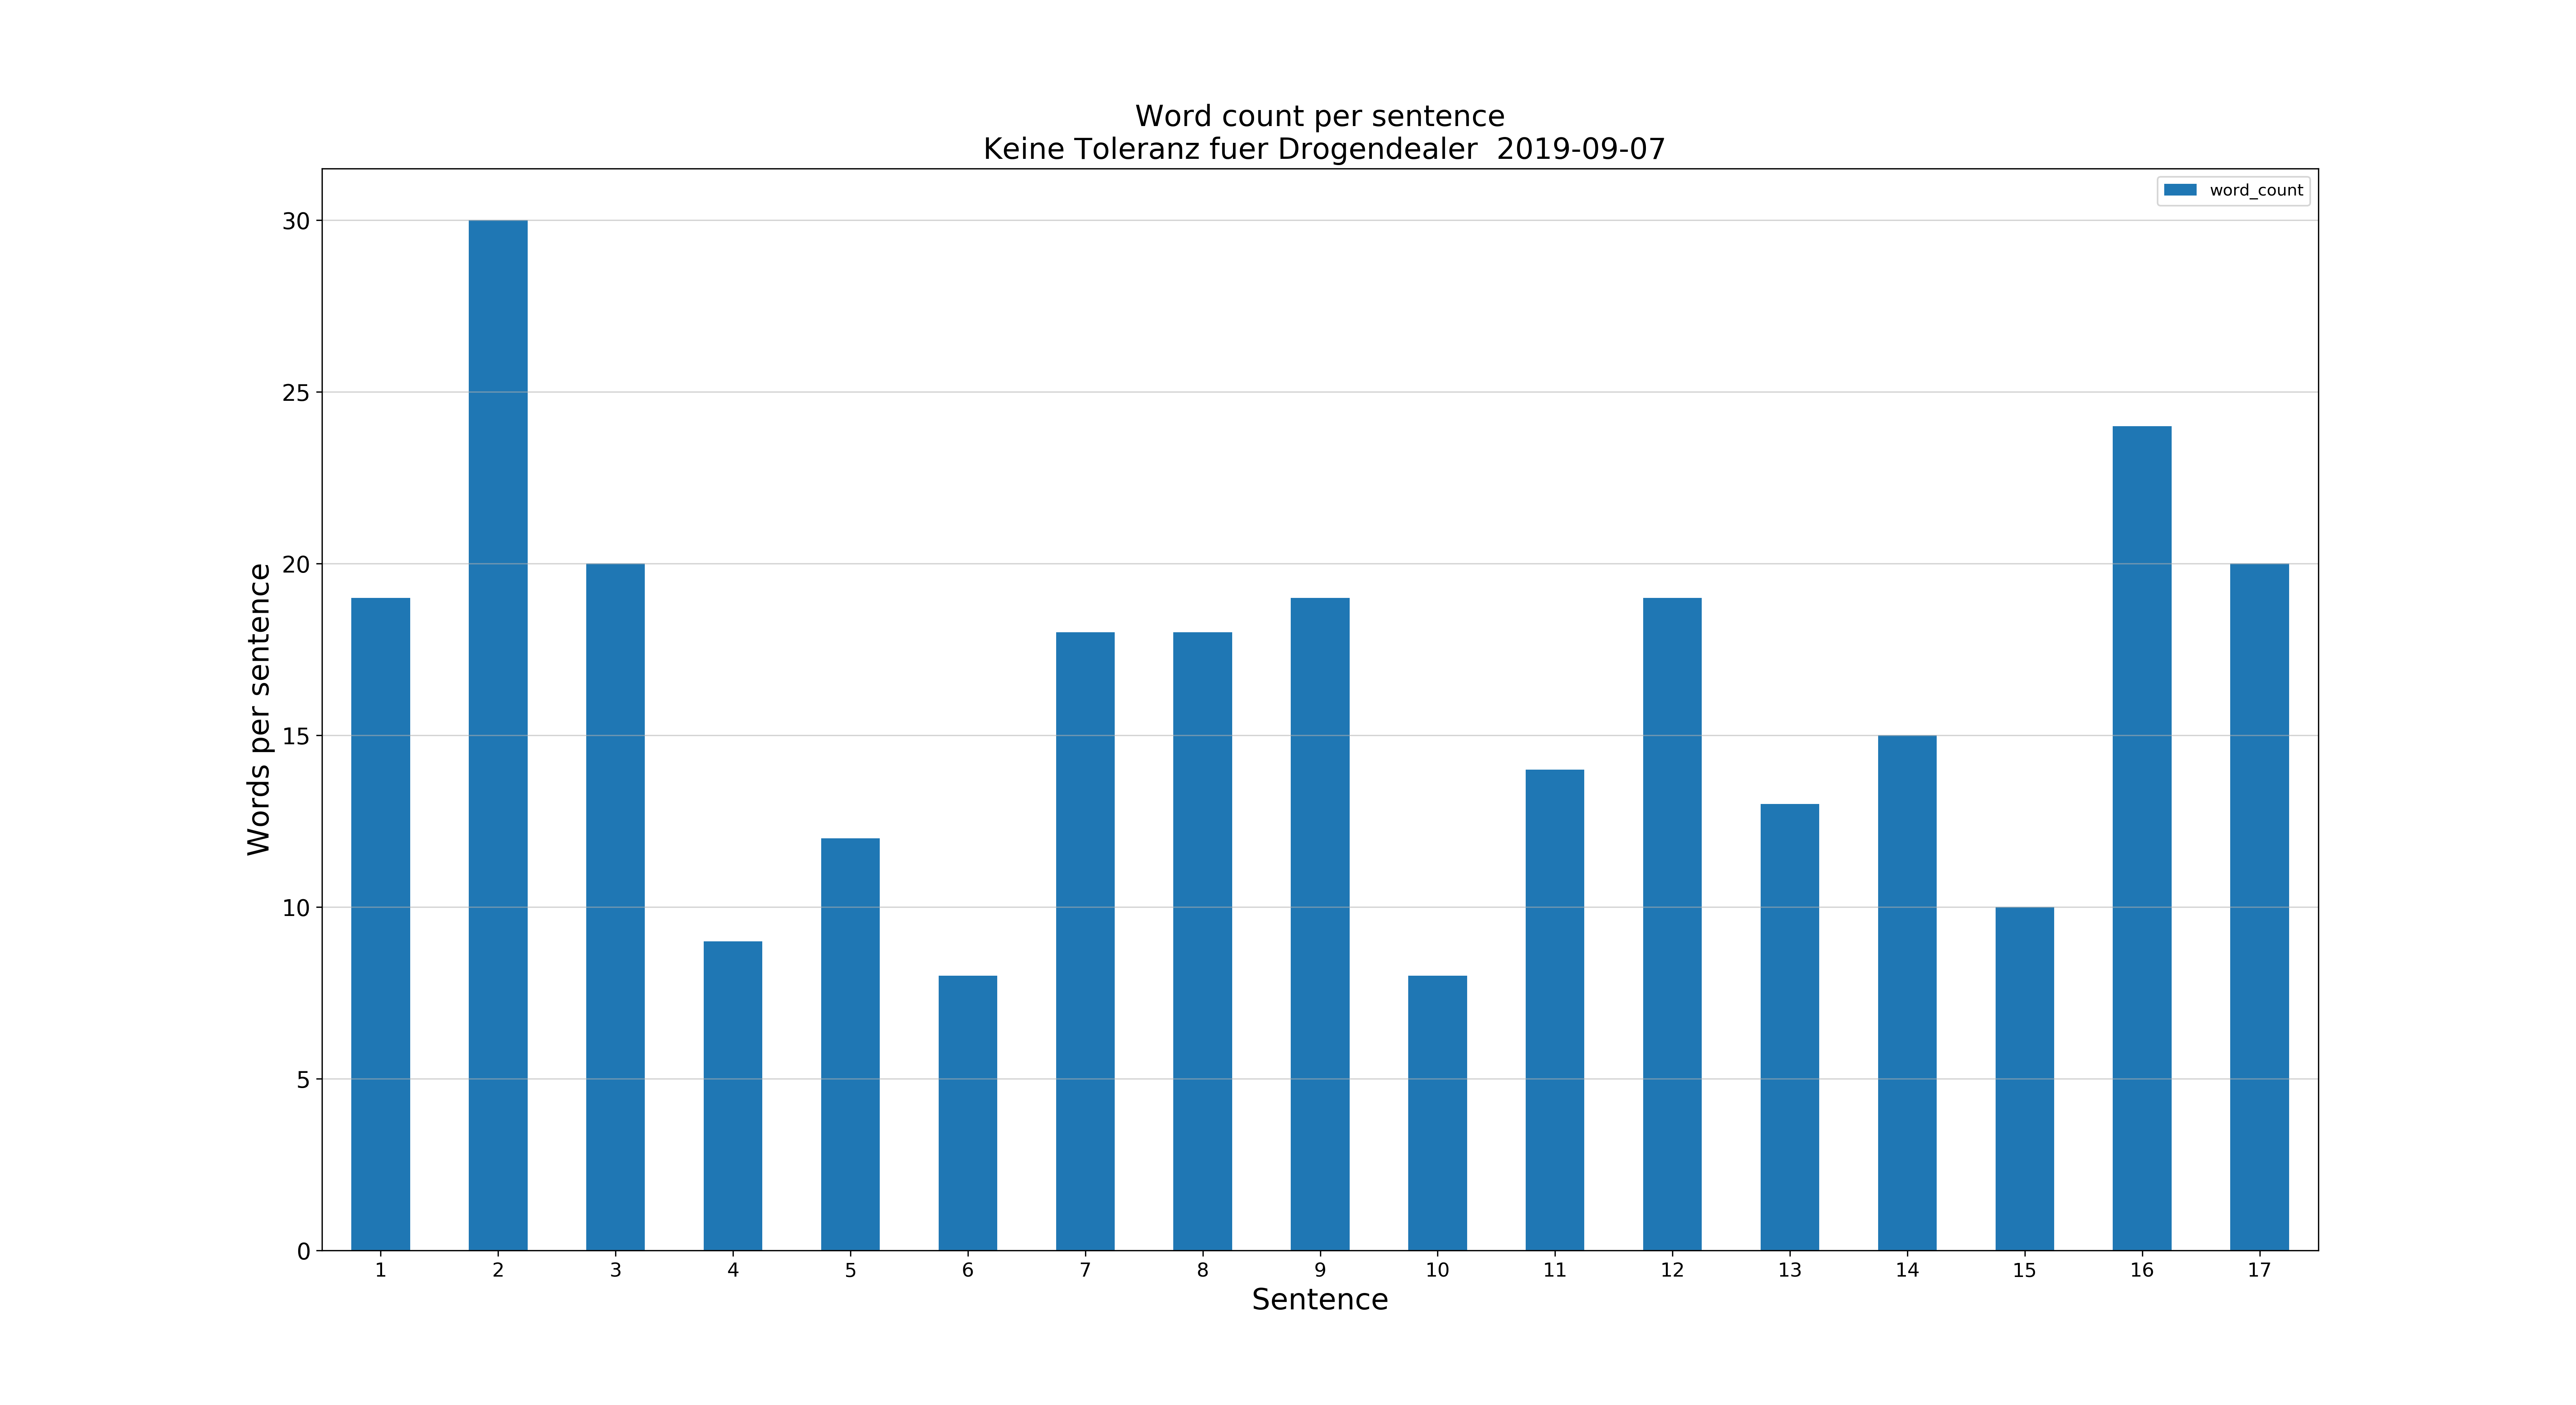 Word count per sentence
Keine Toleranz fuer Drogendealer  2019-09-07
word_count
30
25
20
15
10
5
0
Words per sentence
1 2 3 4 5 6 7 8 9 10 11 12 13 14 15 16 17
Sentence